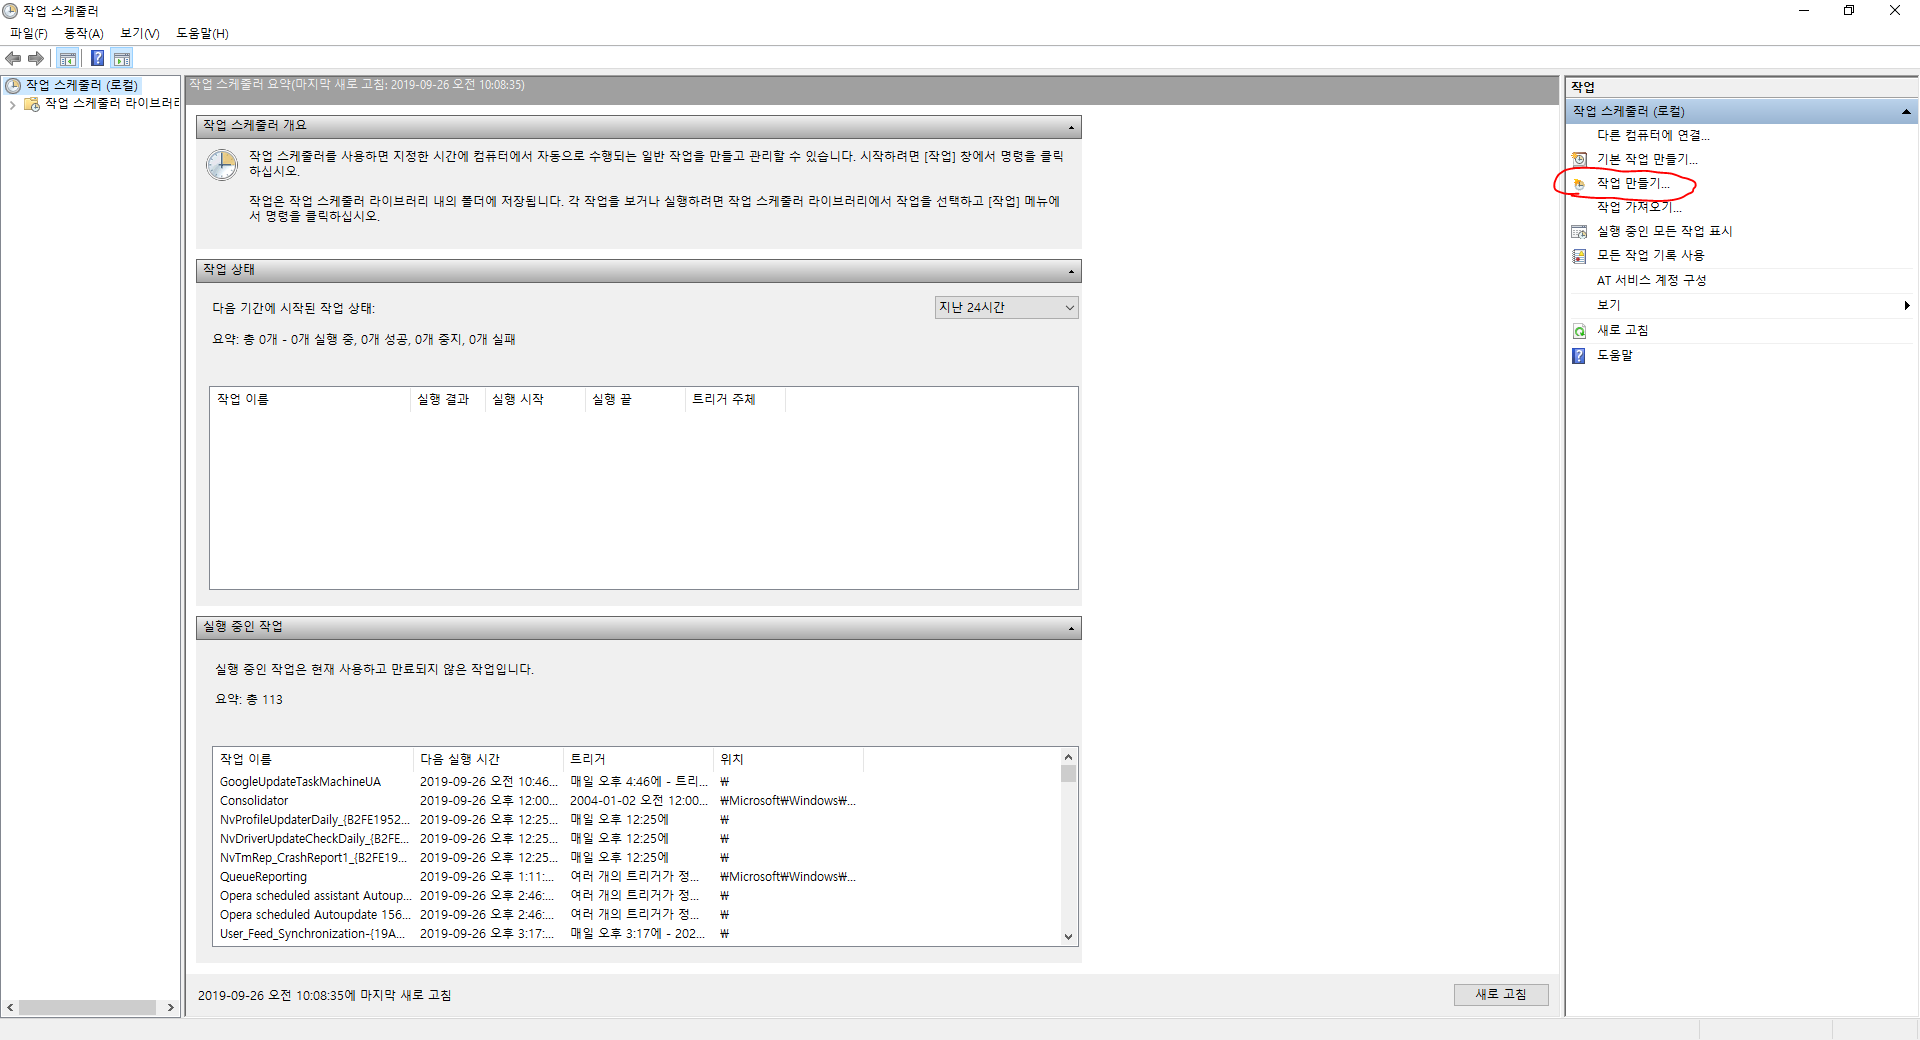 작업 스케줄러
파일(F) 동작(A) 보기(V) 도움말(H)
작업 스케줄러 (로컬)
작업 스케줄러 라이브러리
작업 스케줄러 요약(마지막 새로 고침: 2019-09-26 오전 10:08:35)
작업 스케줄러 개요
작업 스케줄러를 사용하면 지정한 시간에 컴퓨터에서 자동으로 수행되는 일반 작업을 만들고 관리할 수 있습니다. 시작하려면 [작업] 창에서 명령을 클릭
하십시오.
작업은 작업 스케줄러 라이브러리 내의 폴더에 저장됩니다. 각 작업을 보거나 실행하려면 작업 스케줄러 라이브러리에서 작업을 선택하고 [작업] 메뉴에
서 명령을 클릭하십시오.
작업 상태
다음 기간에 시작된 작업 상태:
지난 24시간
요약: 총 0개 - 0개 실행 중, 0개 성공, 0개 중지, 0개 실패
작업 이름 실행 결과 실행 시작 실행 끝 트리거 주체
실행 중인 작업
실행 중인 작업은 현재 사용하고 만료되지 않은 작업입니다.
요약: 총 113
작업 이름 다음 실행 시간 트리거 위치
GoogleUpdateTaskMachineUA 2019-09-26 오전 10:46... 매일 오후 4:46에 - 트리... ₩
Consolidator 2019-09-26 오후 12:00... 2004-01-02 오전 12:00... ₩Microsoft₩Windows₩...
NvProfileUpdaterDaily_{B2FE1952... 2019-09-26 오후 12:25... 매일 오후 12:25에 ₩
NvDriverUpdateCheckDaily_{B2FE... 2019-09-26 오후 12:25... 매일 오후 12:25에 ₩
NvTmRep_CrashReport1_{B2FE19... 2019-09-26 오후 12:25... 매일 오후 12:25에 ₩
QueueReporting 2019-09-26 오후 1:11:... 여러 개의 트리거가 정... ₩Microsoft₩Windows₩...
Opera scheduled assistant Autoup... 2019-09-26 오후 2:46:... 여러 개의 트리거가 정... ₩
Opera scheduled Autoupdate 156... 2019-09-26 오후 2:46:... 여러 개의 트리거가 정... ₩
User_Feed_Synchronization-{19A... 2019-09-26 오후 3:17:... 매일 오후 3:17에 - 202... ₩
2019-09-26 오전 10:08:35에 마지막 새로 고침
새로 고침
작업
작업 스케줄러 (로컬)
다른 컴퓨터에 연결...
기본 작업 만들기...
작업 만들기...
작업 가져오기...
실행 중인 모든 작업 표시
모든 작업 기록 사용
AT 서비스 계정 구성
보기
새로 고침
도움말